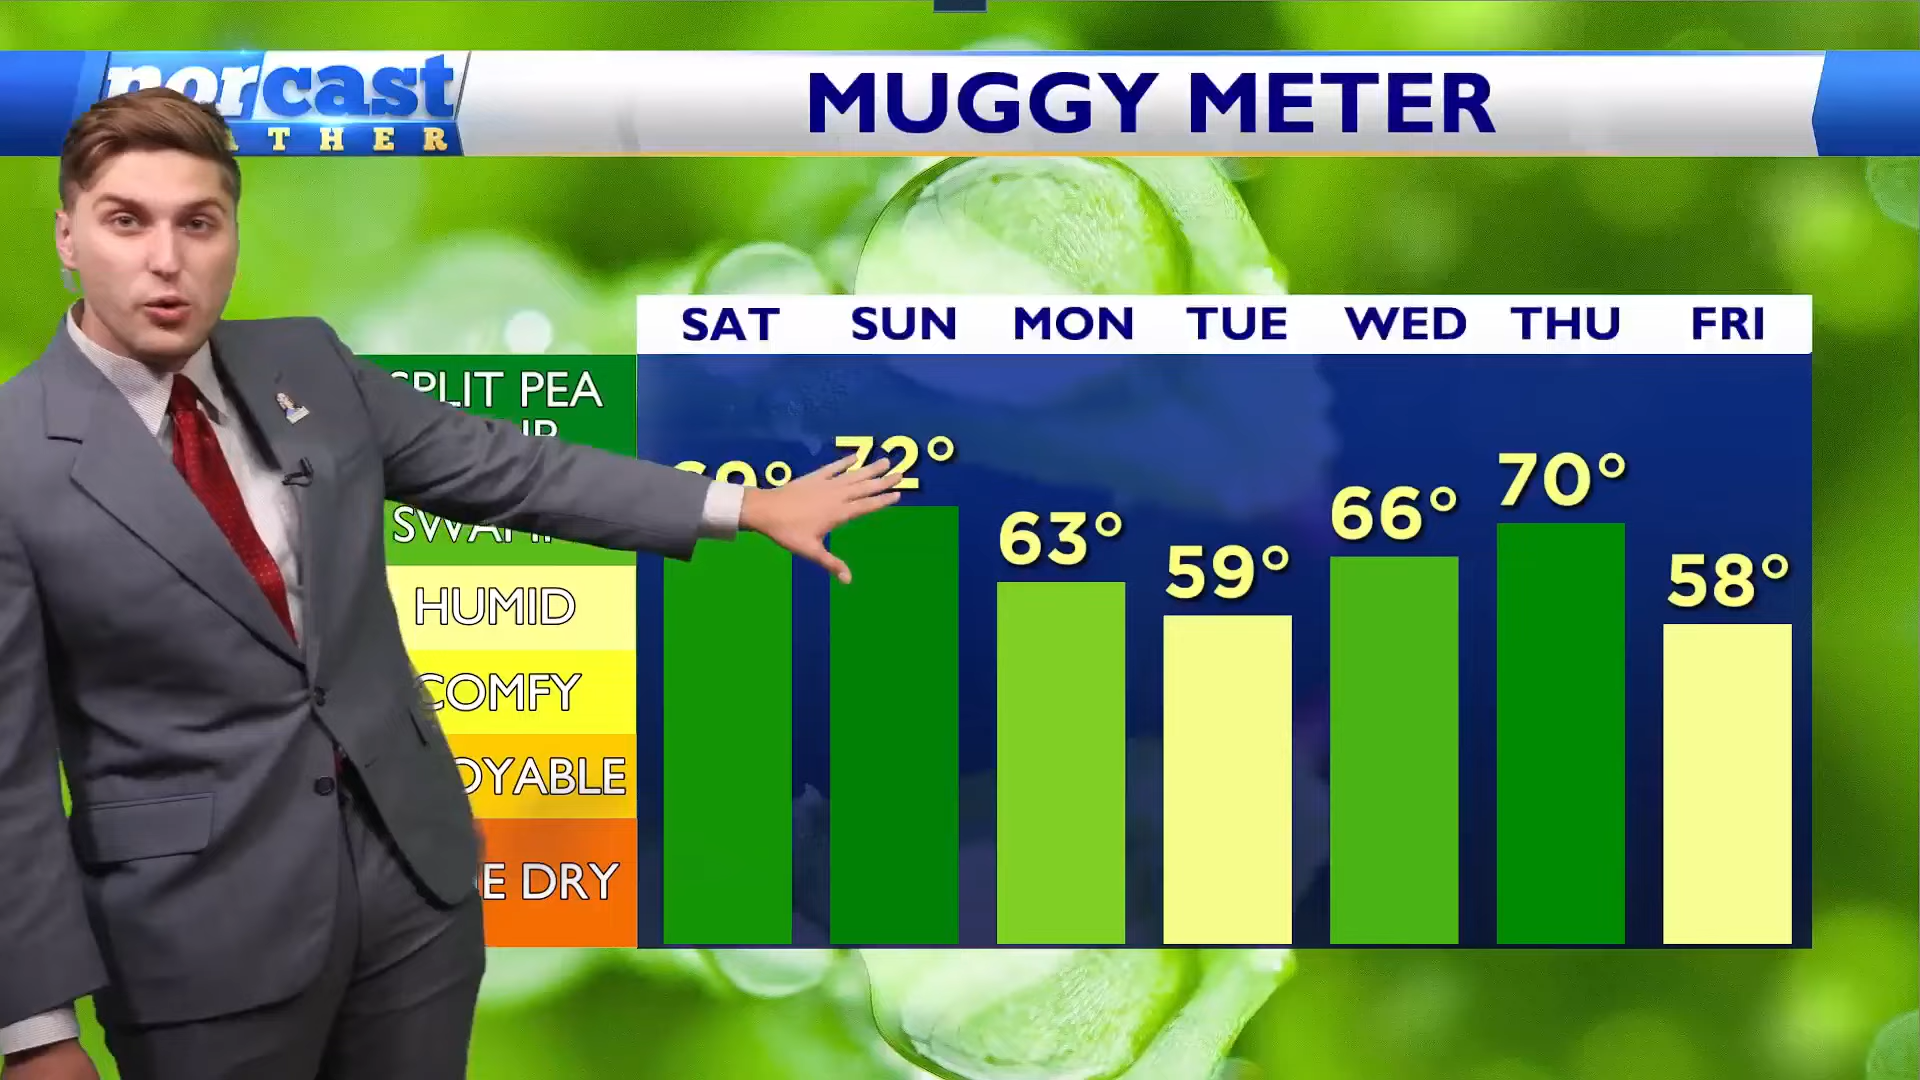 norcast
THER
MUGGY METER
SAT SUN MON TUE WED THU FRI
SPLIT PEA
HUMID
COMFY
DRY
72° 63° 59° 66° 70° 58°